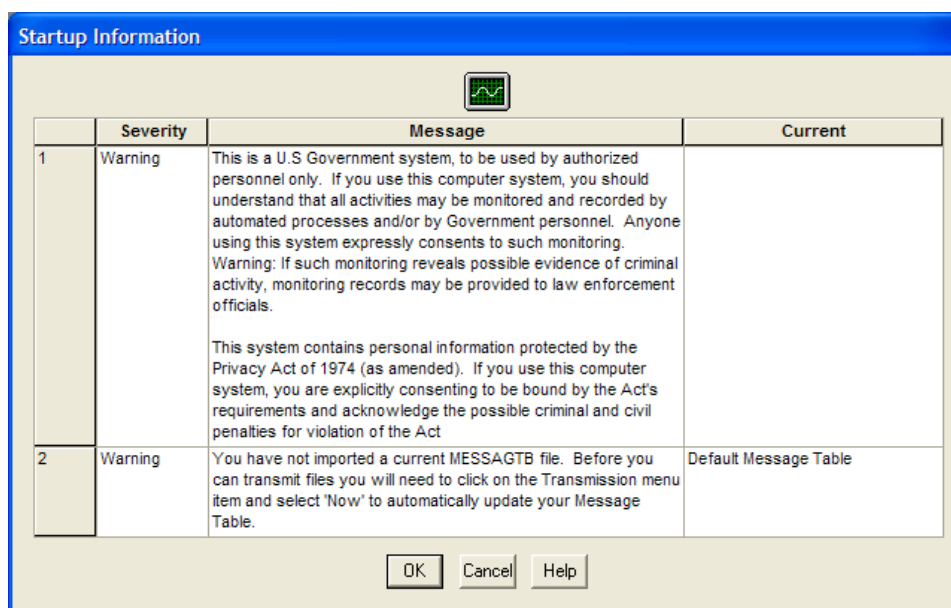 Startup Information
Severity Message Current
1 Warning This is a U.S Government system, to be used by authorized
personnel only. If you use this computer system, you should
understand that all activities may be monitored and recorded by
automated processes and/or by Government personnel. Anyone
using this system expressly consents to such monitoring.
Warning: If such monitoring reveals possible evidence of criminal
activity, monitoring records may be provided to law enforcement
officials.
This system contains personal information protected by the
Privacy Act of 1974 (as amended). If you use this computer
system, you are explicitly consenting to be bound by the Act's
requirements and acknowledge the possible criminal and civil
penalties for violation of the Act
2 Warning You have not imported a current MESSAGTB file. Before you Default Message Table
can transmit files you will need to click on the Transmission menu
item and select 'Now' to automatically update your Message
Table.
OK Cancel Help